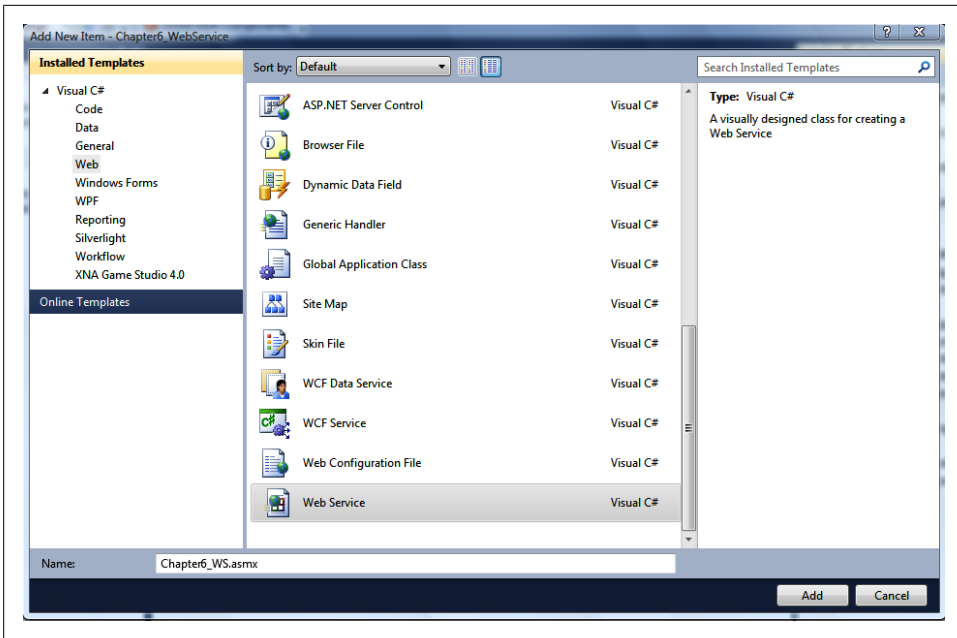 Add New Item - Chapter6_WebService
Installed Templates
Sort by: Default
Search Installed Templates
Visual C#
Code
Data
General
Web
Windows Forms
WPF
Reporting
Silverlight
Workflow
XNA Game Studio 4.0
Online Templates
ASP.NET Server Control Visual C#
Browser File Visual C#
Dynamic Data Field Visual C#
Generic Handler Visual C#
Global Application Class Visual C#
Site Map Visual C#
Skin File Visual C#
WCF Data Service Visual C#
WCF Service Visual C#
Web Configuration File Visual C#
Web Service Visual C#
Type: Visual C#
A visually designed class for creating a
Web Service
Name: Chapter6_WS.asmx
Add Cancel